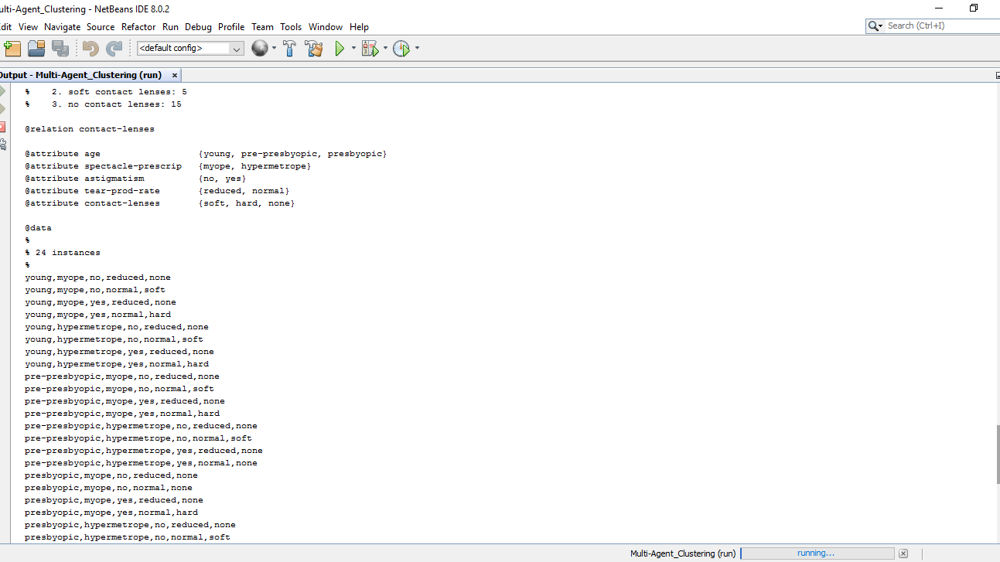 ulti-Agent_Clustering - NetBeans IDE 8.0.2
dit View Navigate Source Refactor Run Debug Profile Team Tools Window Help
Search (Ctrl+I)
<default config>
Output - Multi-Agent_Clustering (run)
% 2. soft contact lenses: 5
% 3. no contact lenses: 15
@relation contact-lenses
@attribute age {young, pre-presbyopic, presbyopic}
@attribute spectacle-prescrip {myope, hypermetrope}
@attribute astigmatism {no, yes}
@attribute tear-prod-rate {reduced, normal}
@attribute contact-lenses {soft, hard, none}
@data
%
% 24 instances
%
young,myope,no,reduced,none
young,myope,no,normal,soft
young,myope,yes,reduced,none
young,myope,yes,normal,hard
young,hypermetrope,no,reduced,none
young,hypermetrope,no,normal,soft
young,hypermetrope,yes,reduced,none
young,hypermetrope,yes,normal,hard
pre-presbyopic,myope,no,reduced,none
pre-presbyopic,myope,no,normal,soft
pre-presbyopic,myope,yes,reduced,none
pre-presbyopic,myope,yes,normal,hard
pre-presbyopic,hypermetrope,no,reduced,none
pre-presbyopic,hypermetrope,no,normal,soft
pre-presbyopic,hypermetrope,yes,reduced,none
pre-presbyopic,hypermetrope,yes,normal,none
presbyopic,myope,no,reduced,none
presbyopic,myope,no,normal,none
presbyopic,myope,yes,reduced,none
presbyopic,myope,yes,normal,hard
presbyopic,hypermetrope,no,reduced,none
presbyopic,hypermetrope,no,normal,soft
Multi-Agent_Clustering (run) running...